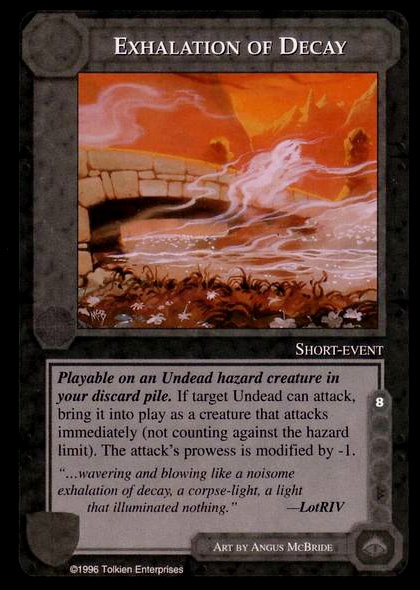 EXHALATION OF DECAY
SHORT-EVENT
Playable on an Undead hazard creature in
your discard pile. If target Undead can attack,
bring it into play as a creature that attacks
immediately (not counting against the hazard
limit). The attack's prowess is modified by -1.
8
“...wavering and blowing like a noisome
exhalation of decay, a corpse-light, a light
that illuminated nothing.” —LotRIV
ART BY ANGUS MCBRIDE
©1996 Tolkien Enterprises